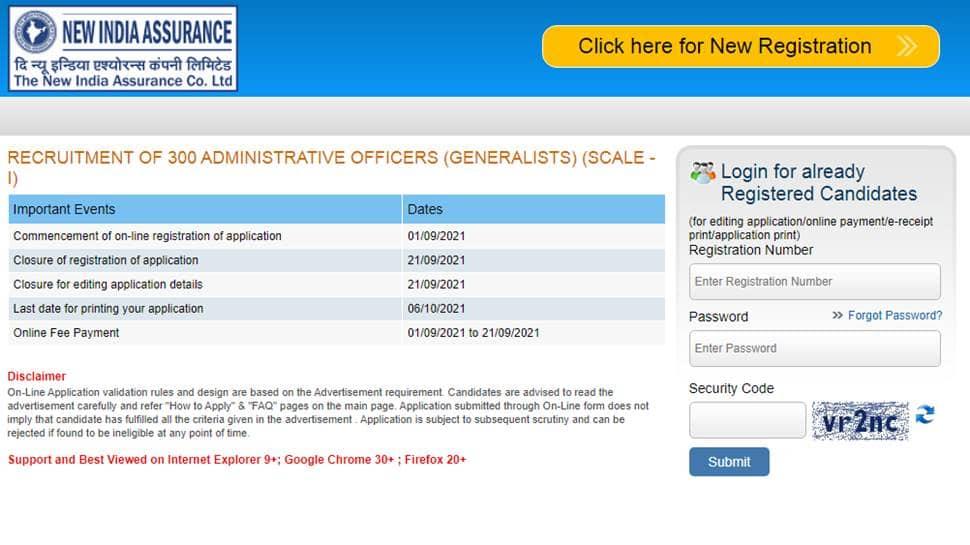 NEW INDIA ASSURANCE
दि न्यू इन्डिया एश्योरन्स कंपनी लिमिटेड
The New India Assurance Co. Ltd
Click here for New Registration
RECRUITMENT OF 300 ADMINISTRATIVE OFFICERS (GENERALISTS) (SCALE -
I)
Important Events Dates
Commencement of on-line registration of application 01/09/2021
Closure of registration of application 21/09/2021
Closure for editing application details 21/09/2021
Last date for printing your application 06/10/2021
Online Fee Payment 01/09/2021 to 21/09/2021
Disclaimer
On-Line Application validation rules and design are based on the Advertisement requirement. Candidates are advised to read the
advertisement carefully and refer "How to Apply" & "FAQ" pages on the main page. Application submitted through On-Line form does not
imply that candidate has fulfilled all the criteria given in the advertisement . Application is subject to subsequent scrutiny and can be
rejected if found to be ineligible at any point of time.
Support and Best Viewed on Internet Explorer 9+; Google Chrome 30+ ; Firefox 20+
Login for already
Registered Candidates
(for editing application/online payment/e-receipt
print/application print)
Registration Number
Enter Registration Number
Password » Forgot Password?
Enter Password
Security Code
vr2nc
Submit